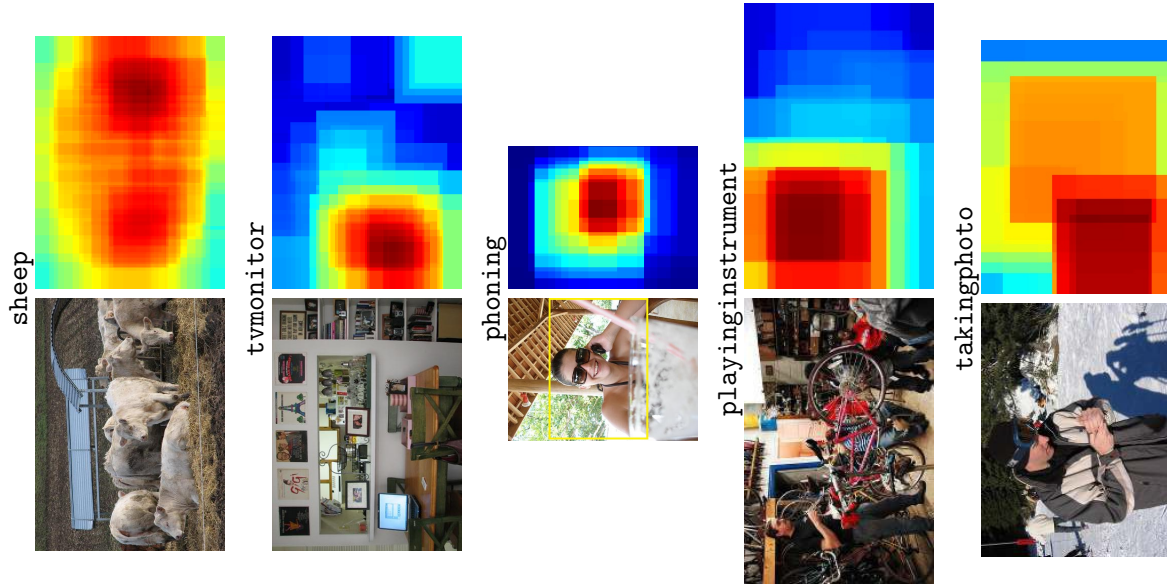 sheep
tvmonitor
phoning
playinginstrument
takingphoto